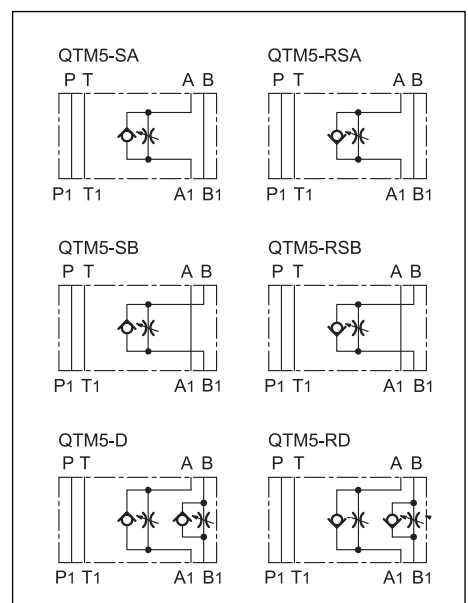 QTM5-SA
P T A B
P1 T1 A1 B1
QTM5-RSA
P T A B
P1 T1 A1 B1
QTM5-SB
P T A B
P1 T1 A1 B1
QTM5-RSB
P T A B
P1 T1 A1 B1
QTM5-D
P T A B
P1 T1 A1 B1
QTM5-RD
P T A B
P1 T1 A1 B1